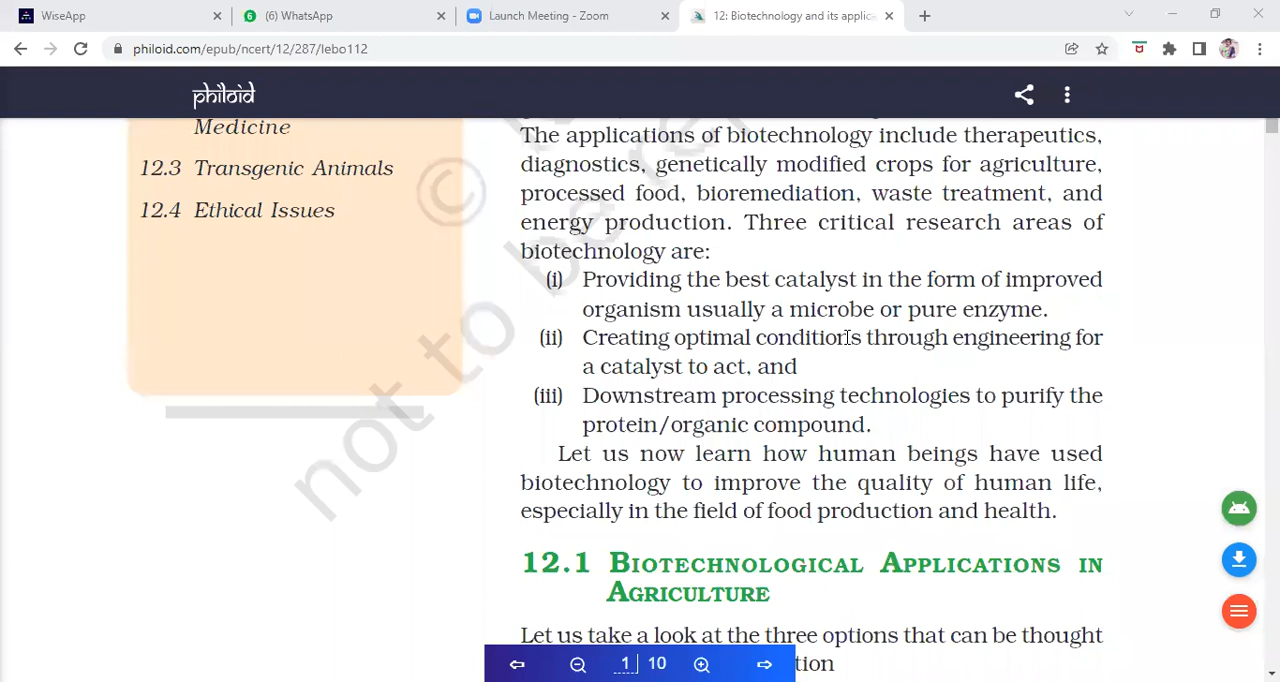 WiseApp
(6) WhatsApp
Launch Meeting - Zoom
12: Biotechnology and its applic
philoid.com/epub/ncert/12/287/lebo112
philoid
Medicine
12.3 Transgenic Animals
12.4 Ethical Issues
The applications of biotechnology include therapeutics,
diagnostics, genetically modified crops for agriculture,
processed food, bioremediation, waste treatment, and
energy production. Three critical research areas of
biotechnology are:
(i) Providing the best catalyst in the form of improved
organism usually a microbe or pure enzyme.
(ii) Creating optimal conditions through engineering for
a catalyst to act, and
(iii) Downstream processing technologies to purify the
protein/organic compound.
Let us now learn how human beings have used
biotechnology to improve the quality of human life,
especially in the field of food production and health.
12.1 BIOTECHNOLOGICAL APPLICATIONS IN
AGRICULTURE
Let us take a look at the three options that can be thought
tion
1 10
©
not to be re